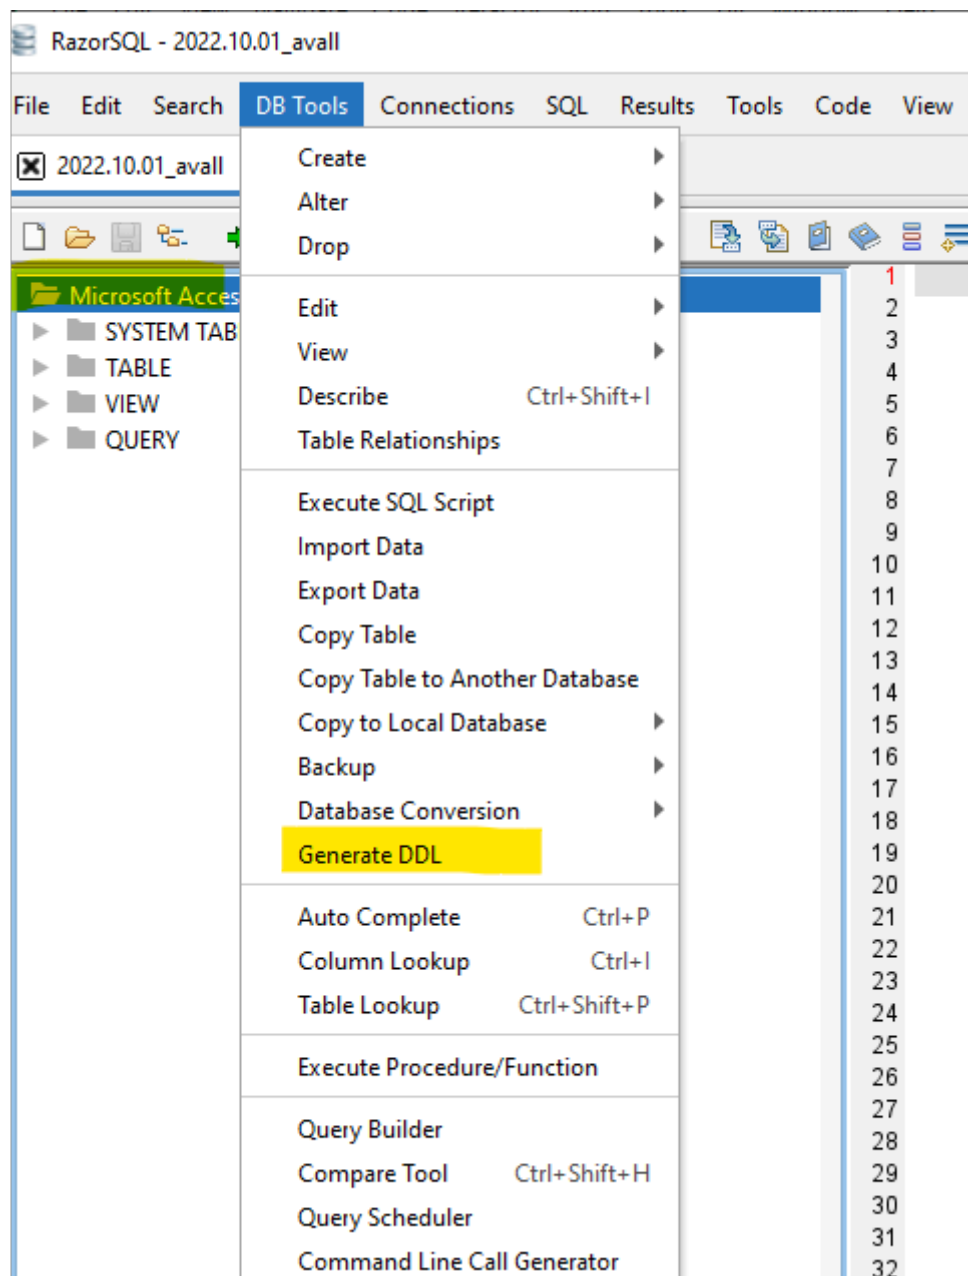 RazorSQL - 2022.10.01_avall
File Edit Search DB Tools Connections SQL Results Tools Code View
2022.10.01_avall
Microsoft Acces
SYSTEM TAB
TABLE
VIEW
QUERY
Create
Alter
Drop
Edit
View
Describe Ctrl+Shift+I
Table Relationships
Execute SQL Script
Import Data
Export Data
Copy Table
Copy Table to Another Database
Copy to Local Database
Backup
Database Conversion
Generate DDL
Auto Complete Ctrl+P
Column Lookup Ctrl+I
Table Lookup Ctrl+Shift+P
Execute Procedure/Function
Query Builder
Compare Tool Ctrl+Shift+H
Query Scheduler
Command Line Call Generator
1
2
3
4
5
6
7
8
9
10
11
12
13
14
15
16
17
18
19
20
21
22
23
24
25
26
27
28
29
30
31
32